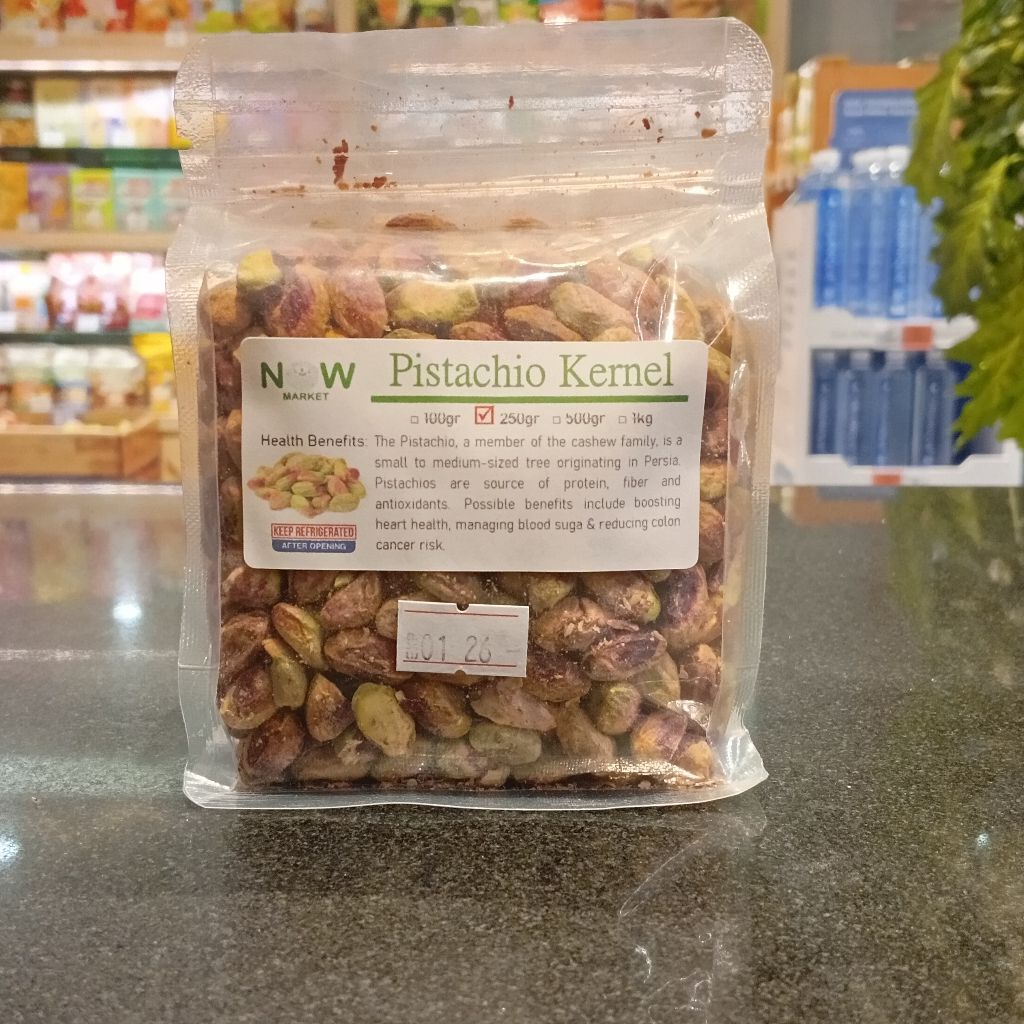 NOW
MARKET
Pistachio Kernel
100gr 250gr 500gr 1kg
Health Benefits: The Pistachio, a member of the cashew family, is a
small to medium-sized tree originating in Persia.
Pistachios are source of protein, fiber and
antioxidants. Possible benefits include boosting
heart health, managing blood suga & reducing colon
cancer risk.
KEEP REFRIGERATED
AFTER OPENING
01 26